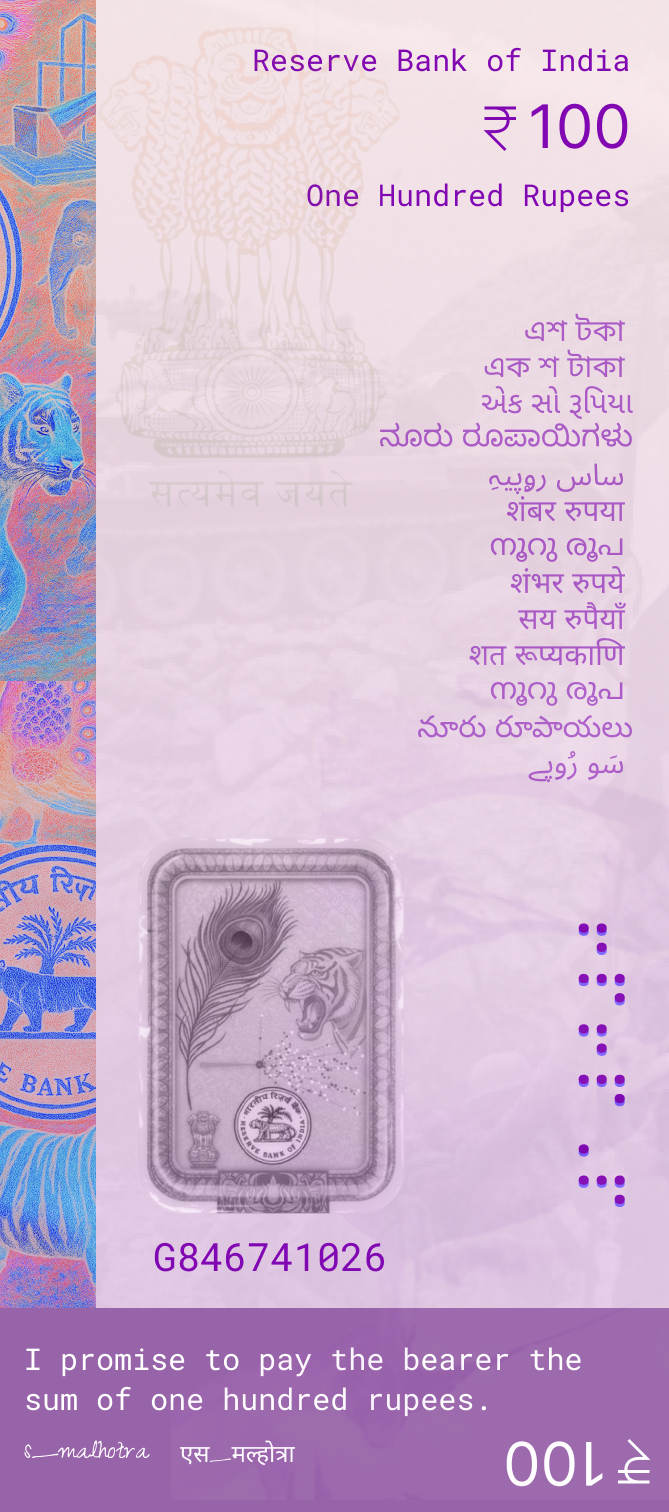 Reserve Bank of India
₹100
One Hundred Rupees
सत्यमेव जयते
এশ টকা
এক শ টাকা
એક સો રૂપિયા
ನೂರು ರೂಪಾಯಿಗಳು
ساس روپیہِ
शंबर रुपया
നൂറു രൂപ
शंभर रुपये
सय रुपैयाँ
शत रूप्यकाणि
നൂറു രൂപ
నూరు రూపాయలు
سَو رُوپے
भारतीय रिज़र्व बैंक
RESERVE BANK OF INDIA
G846741026
I promise to pay the bearer the
sum of one hundred rupees.
s_malhotra एस_मल्होत्रा
₹100